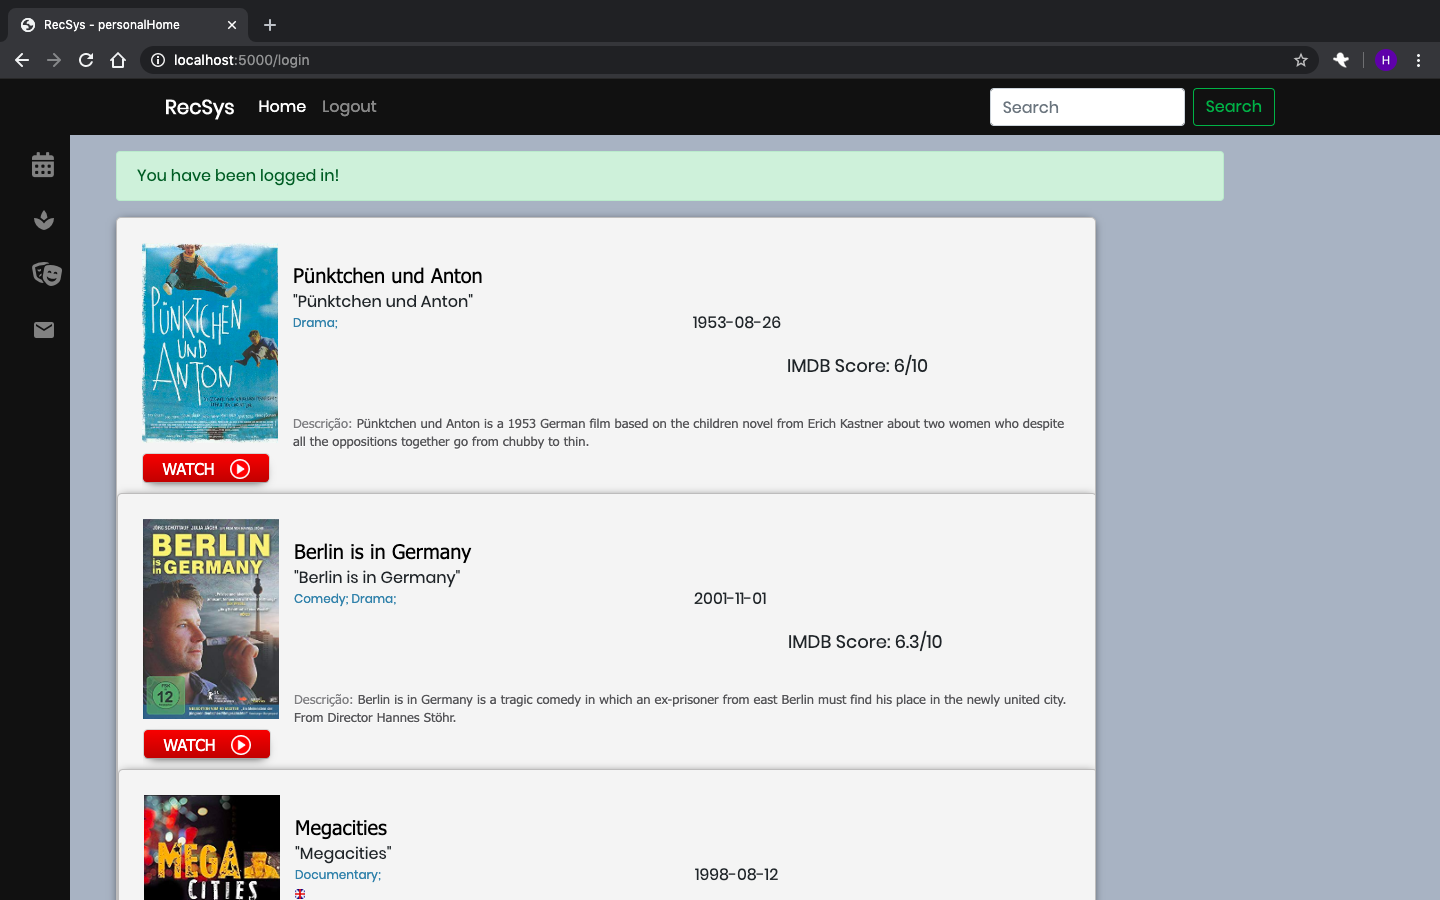 RecSys - personalHome
localhost:5000/login
H
RecSys Home Logout Search Search
You have been logged in!
PÜNKTCHEN
UND
ANTON
Pünktchen und Anton
"Pünktchen und Anton"
Drama;
1953-08-26
IMDB Score: 6/10
Descrição: Pünktchen und Anton is a 1953 German film based on the children novel from Erich Kastner about two women who despite
all the oppositions together go from chubby to thin.
WATCH
JÖRG SCHÜTTAUF JULIA JÄGER
BERLIN
is in GERMANY
12
Berlin is in Germany
"Berlin is in Germany"
Comedy; Drama;
2001-11-01
IMDB Score: 6.3/10
Descrição: Berlin is in Germany is a tragic comedy in which an ex-prisoner from east Berlin must find his place in the newly united city.
From Director Hannes Stöhr.
WATCH
MEGA
CITIES
Megacities
"Megacities"
Documentary;
1998-08-12